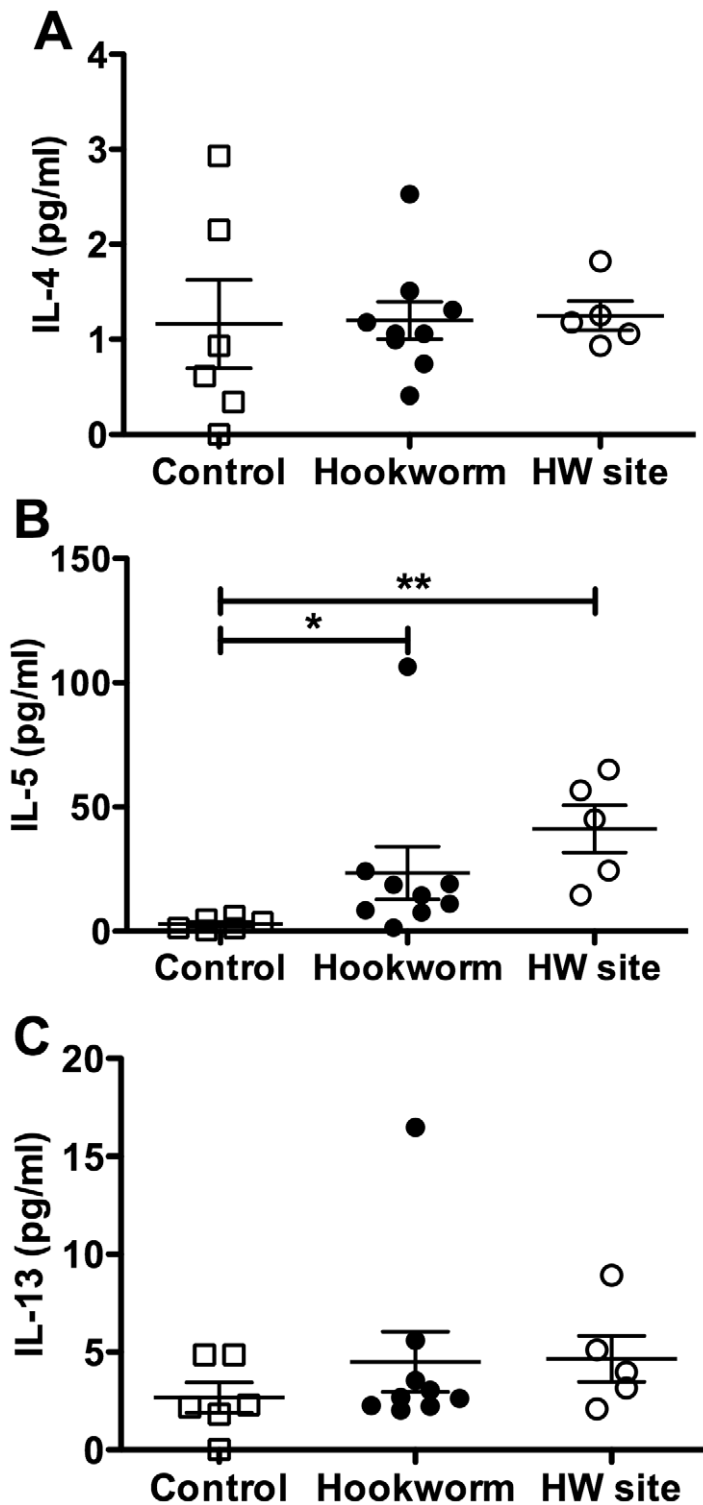 A
IL-4 (pg/ml)
4
3
2
1
0
Control Hookworm HW site
B
IL-5 (pg/ml)
150
100
50
0
**
*
Control Hookworm HW site
C
IL-13 (pg/ml)
20
15
10
5
0
Control Hookworm HW site